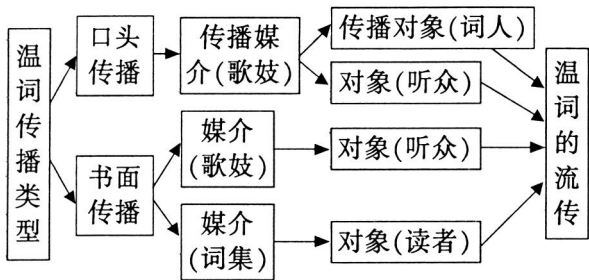 温词传播类型
口头
传播
传播媒
介(歌妓)
传播对象(词人)
对象(听众)
书面
传播
媒介
(歌妓)
对象(听众)
媒介
(词集)
对象(读者)
温词的流传